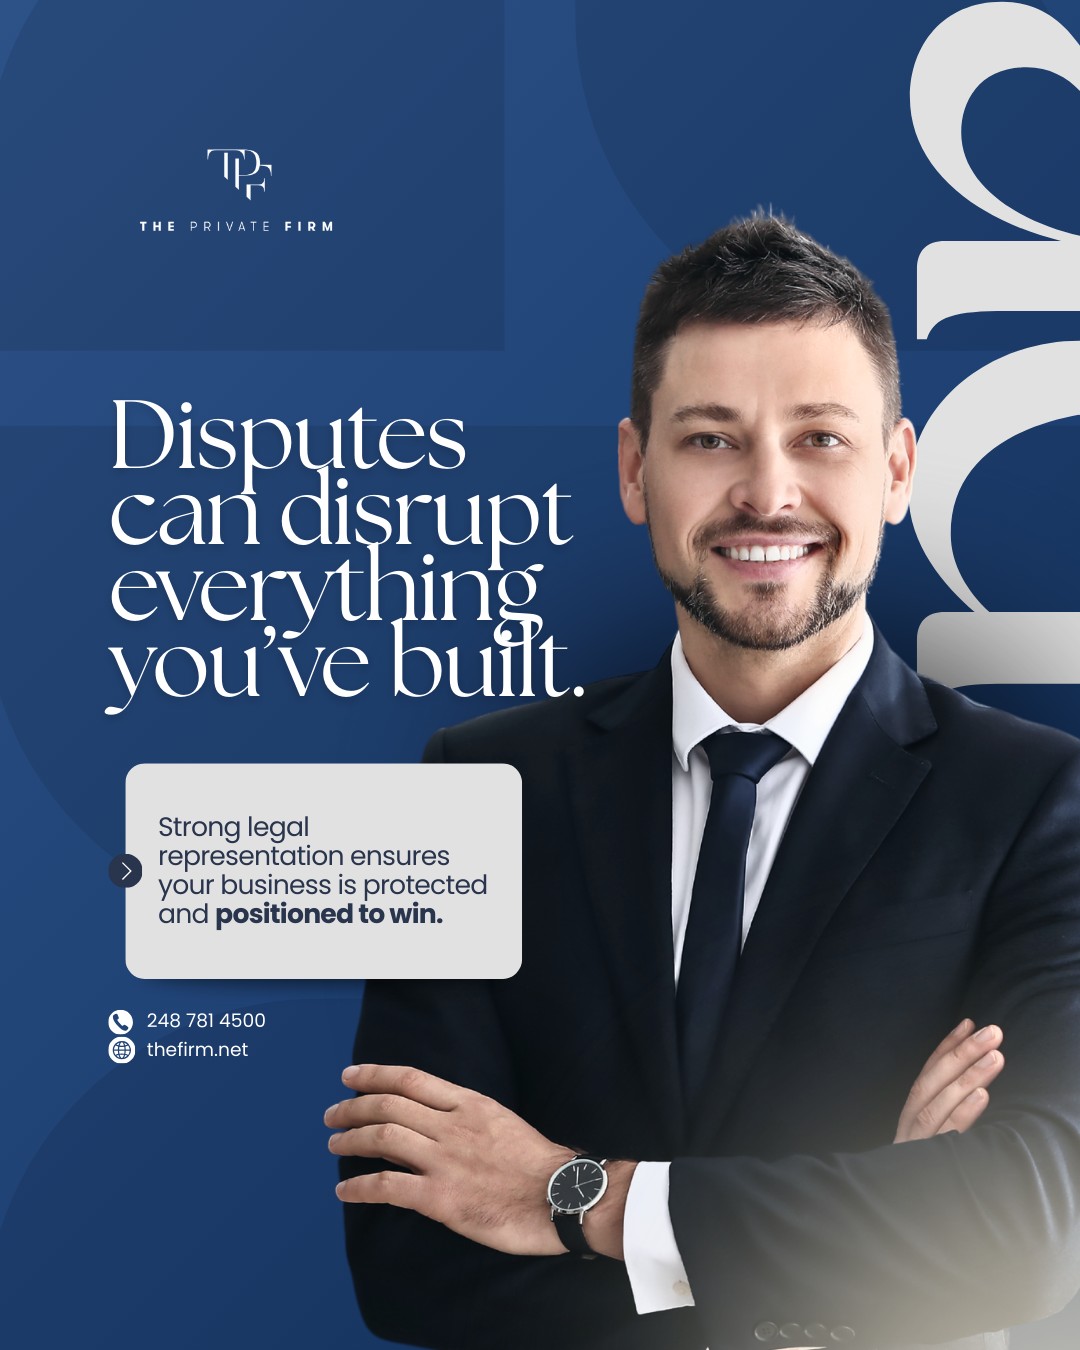 TPF
THE PRIVATE FIRM
Disputes
can disrupt
everything
you've built.
Strong legal
representation ensures
your business is protected
and positioned to win.
248 781 4500
thefirm.net